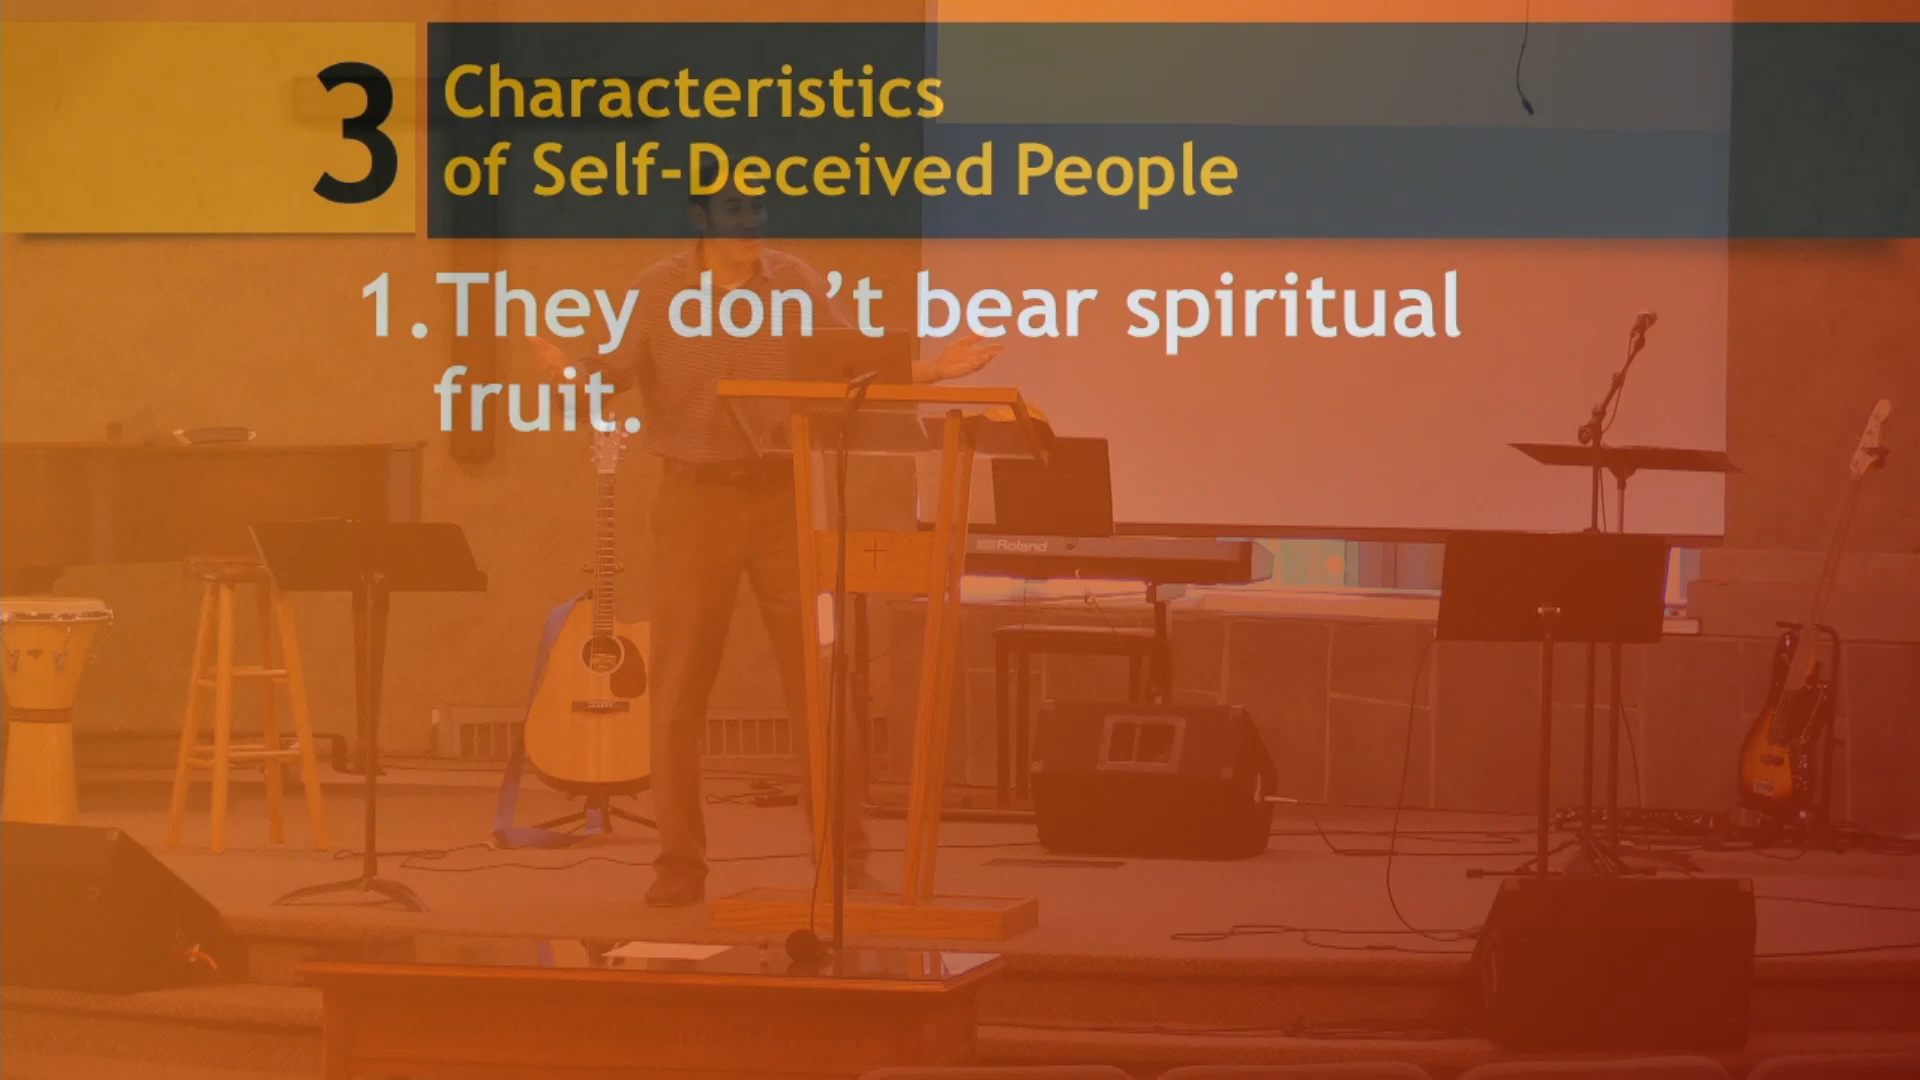 3
Characteristics
of Self-Deceived People
1.They don’t bear spiritual
fruit.
Roland